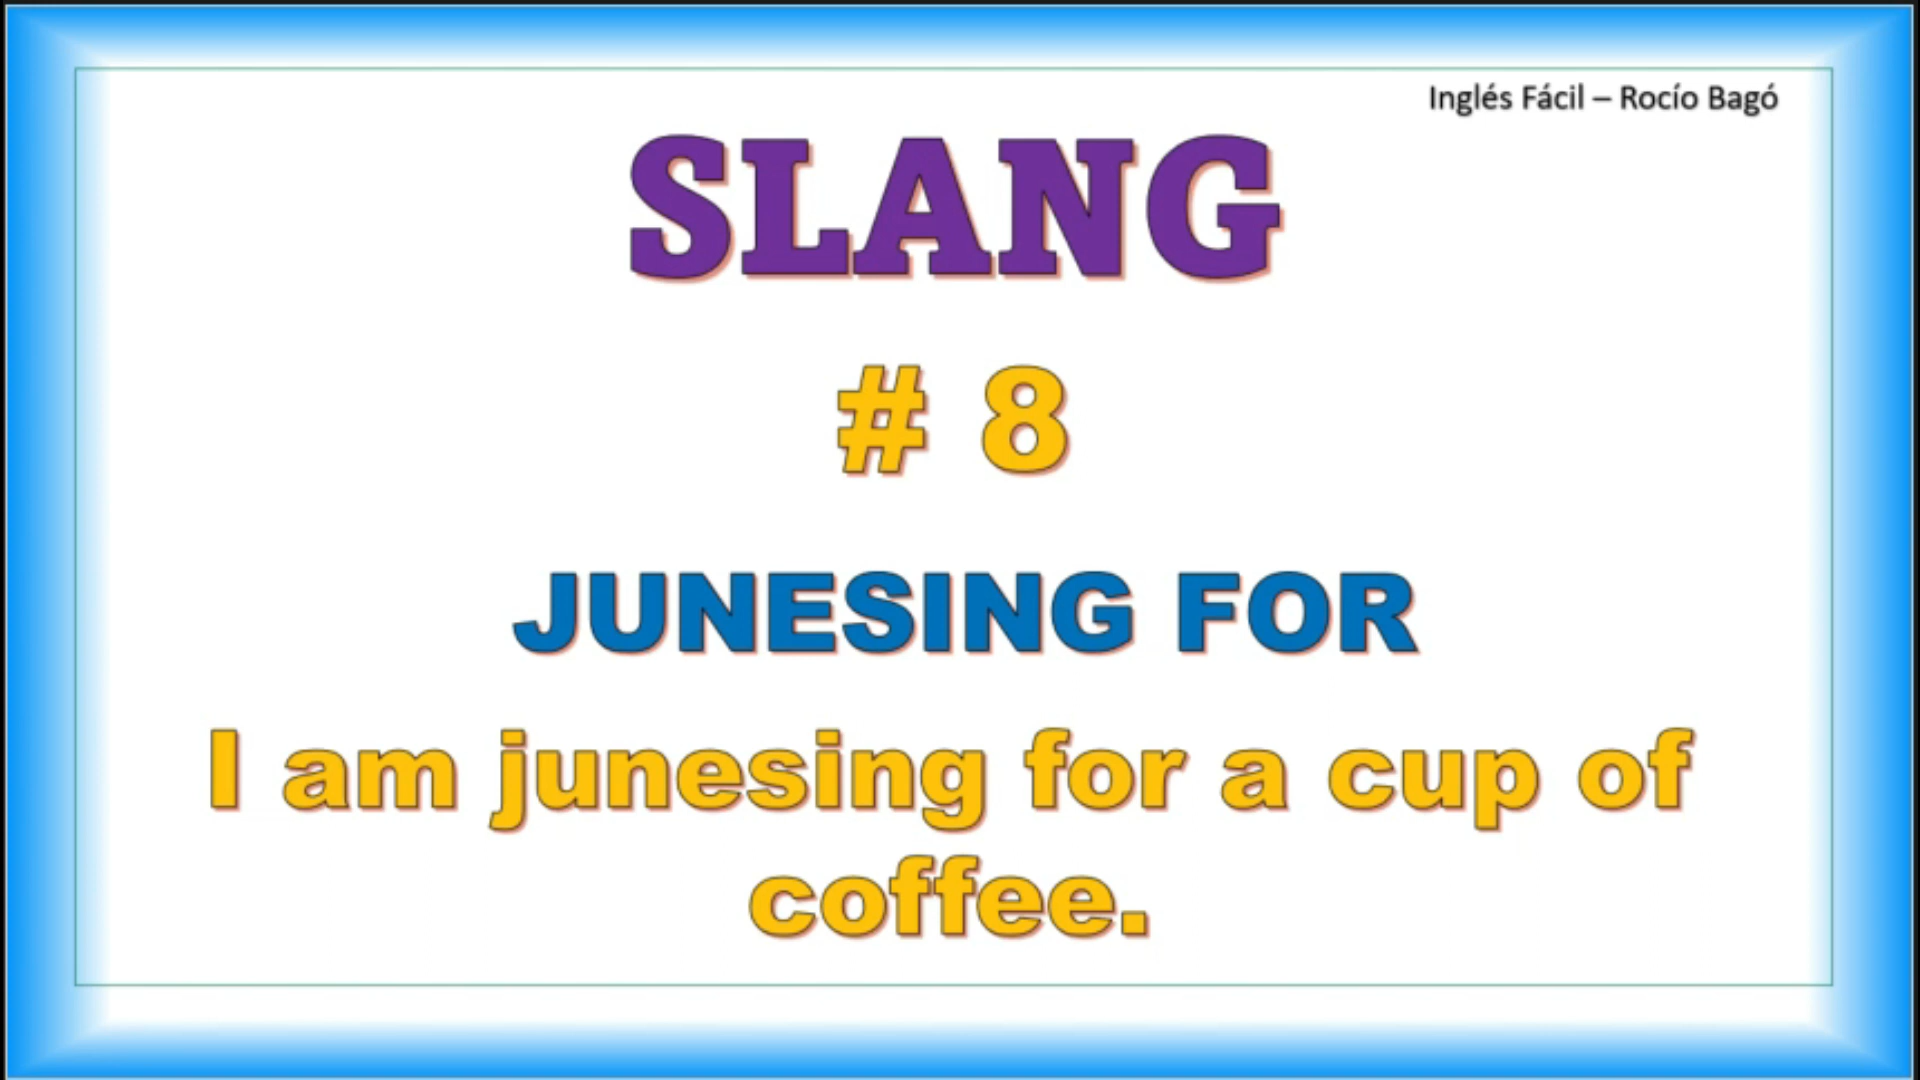 Inglés Fácil – Rocío Bagó
SLANG
# 8
JUNESING FOR
I am junesing for a cup of
coffee.